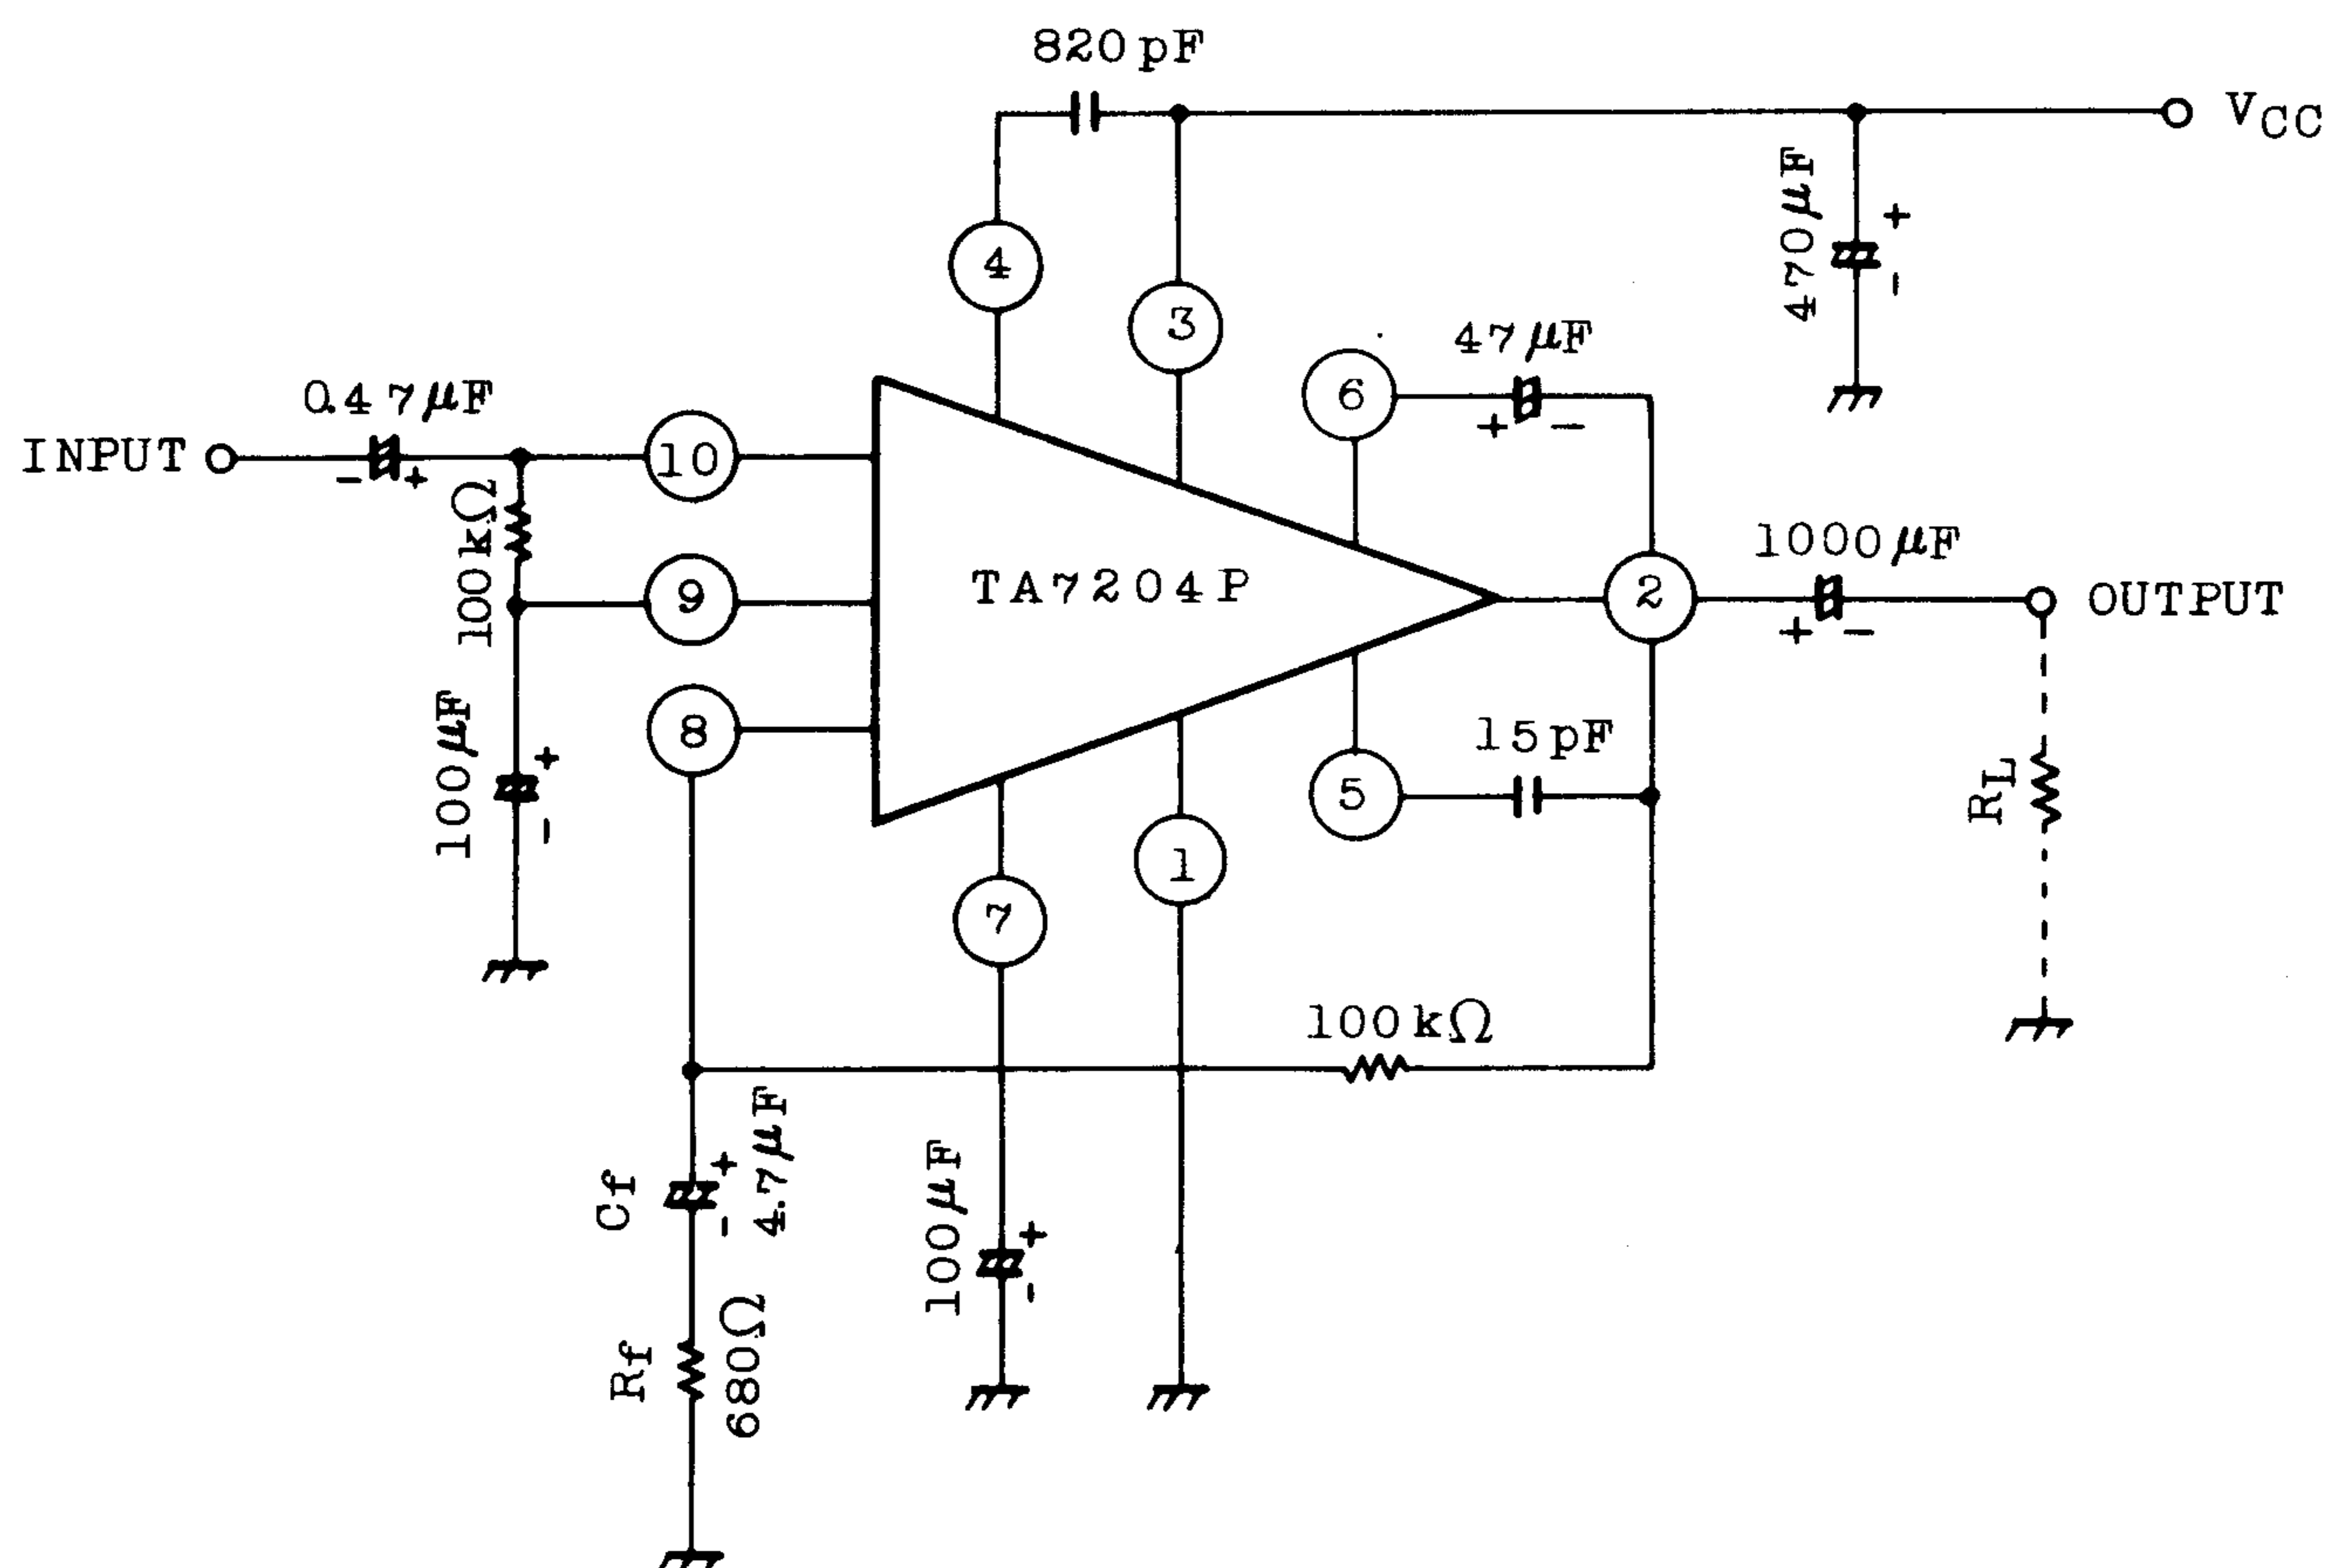 820pF
VCC
470μF
+
-
4
3
6
47μF
+ -
0.47μF
INPUT
- +
10
100kΩ
9
TA7204P
2
1000μF
+ -
OUTPUT
8
100μF
+
-
15pF
5
RL
1
7
100kΩ
Cf
+
-
4.7μF
100μF
+
-
Rf
680Ω